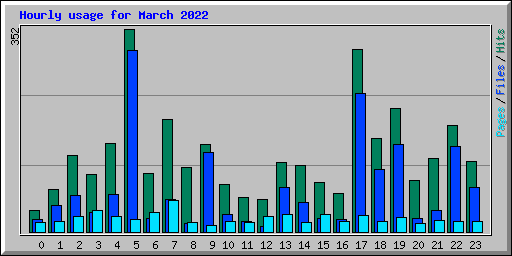 Hourly usage for March 2022
352
Pages/Files/Hits
0 1 2 3 4 5 6 7 8 9 10 11 12 13 14 15 16 17 18 19 20 21 22 23